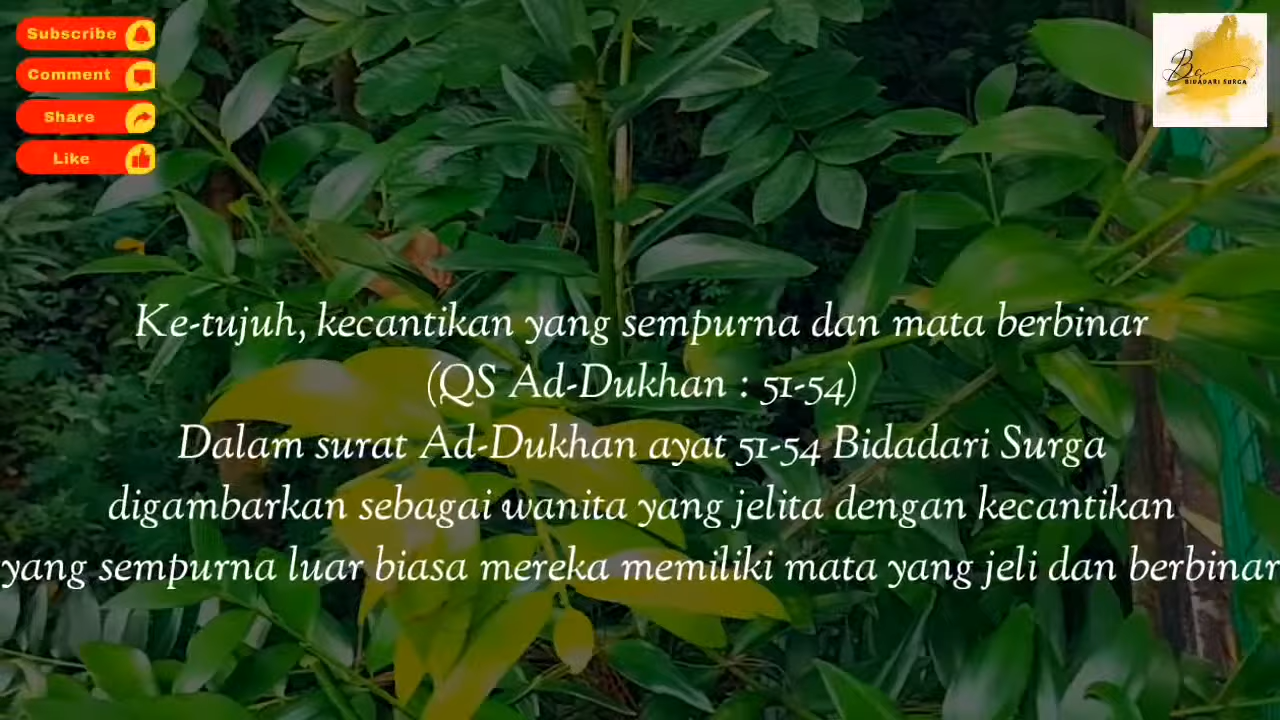 Subscribe
Comment
Share
Like
Bs
BIDADARI SURGA
Ke-tujuh, kecantikan yang sempurna dan mata berbinar
(QS Ad-Dukhan : 51-54)
Dalam surat Ad-Dukhan ayat 51-54 Bidadari Surga
digambarkan sebagai wanita yang jelita dengan kecantikan
yang sempurna luar biasa mereka memiliki mata yang jeli dan berbinar